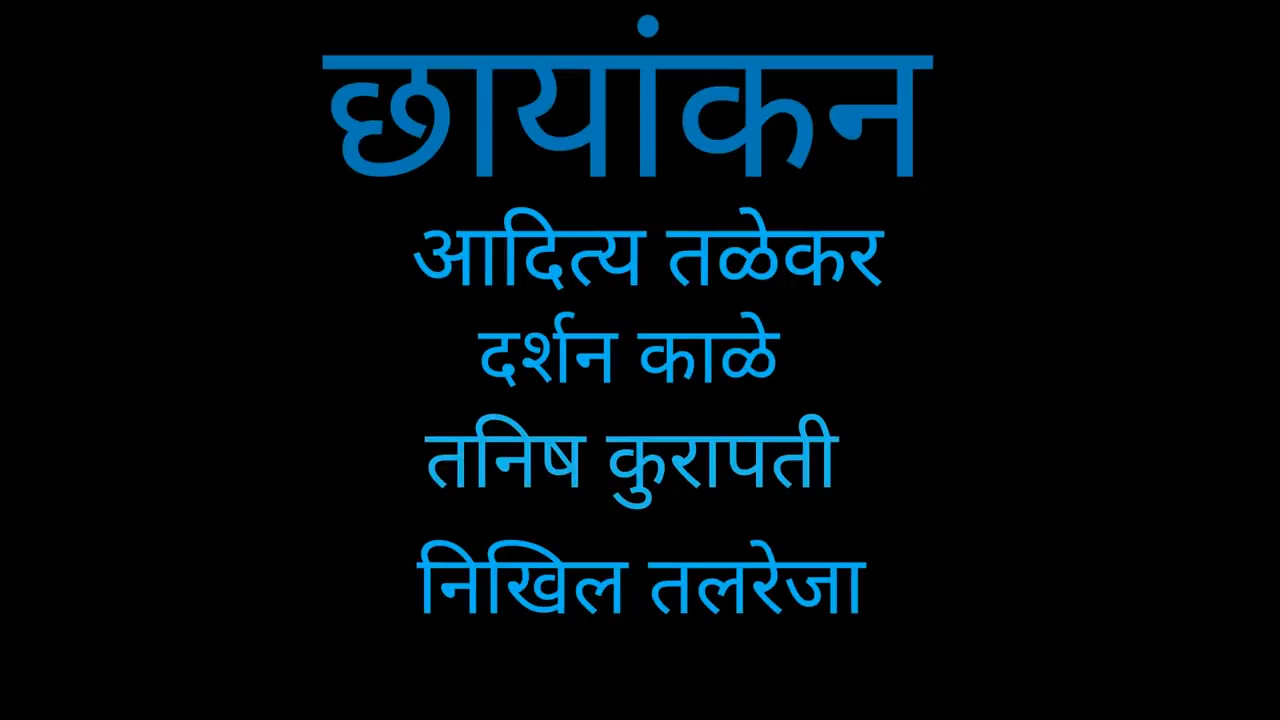 छायांकन
आदित्य तळेकर
दर्शन काळे
तनिष कुरापती
निखिल तलरेजा